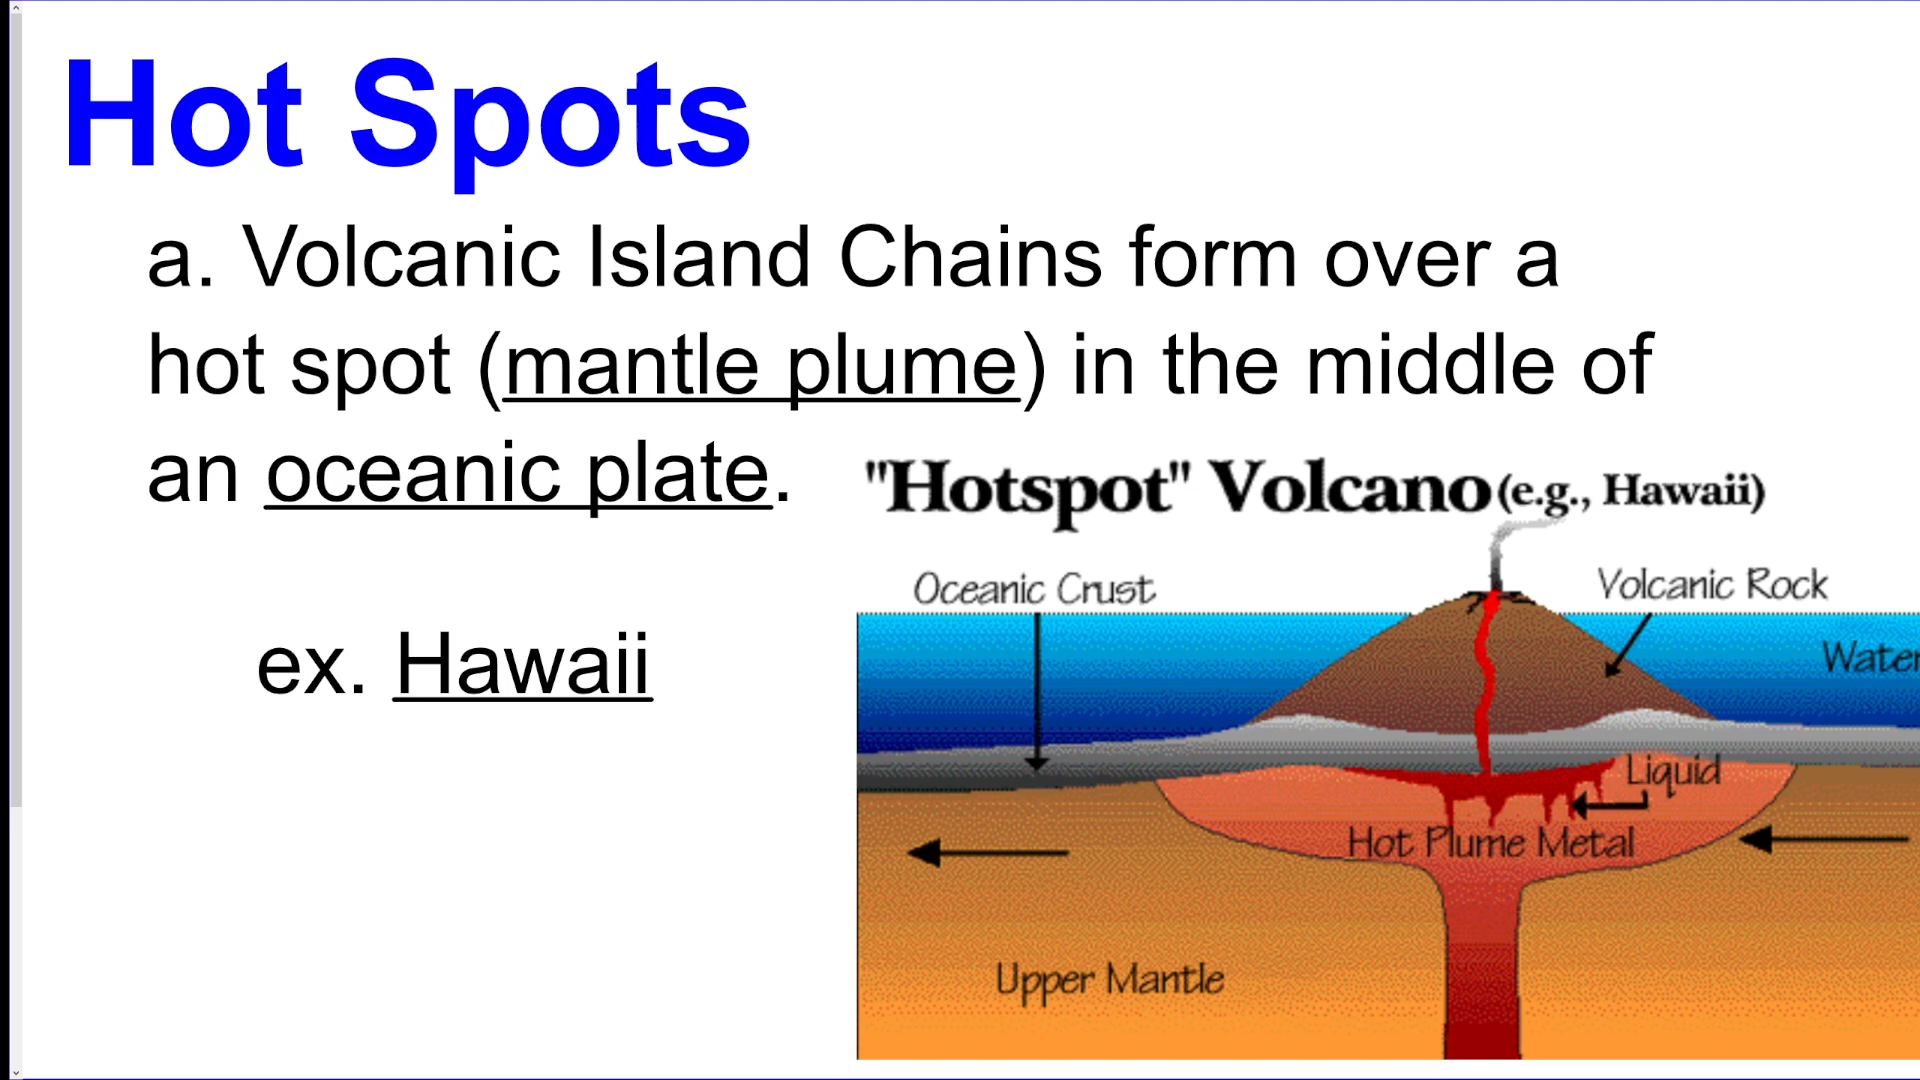 Hot Spots
a. Volcanic Island Chains form over a
hot spot (mantle plume) in the middle of
an oceanic plate.
"Hotspot" Volcano (e.g., Hawaii)
Oceanic Crust
Volcanic Rock
Water
ex. Hawaii
Liquid
Hot Plume Metal
Upper Mantle